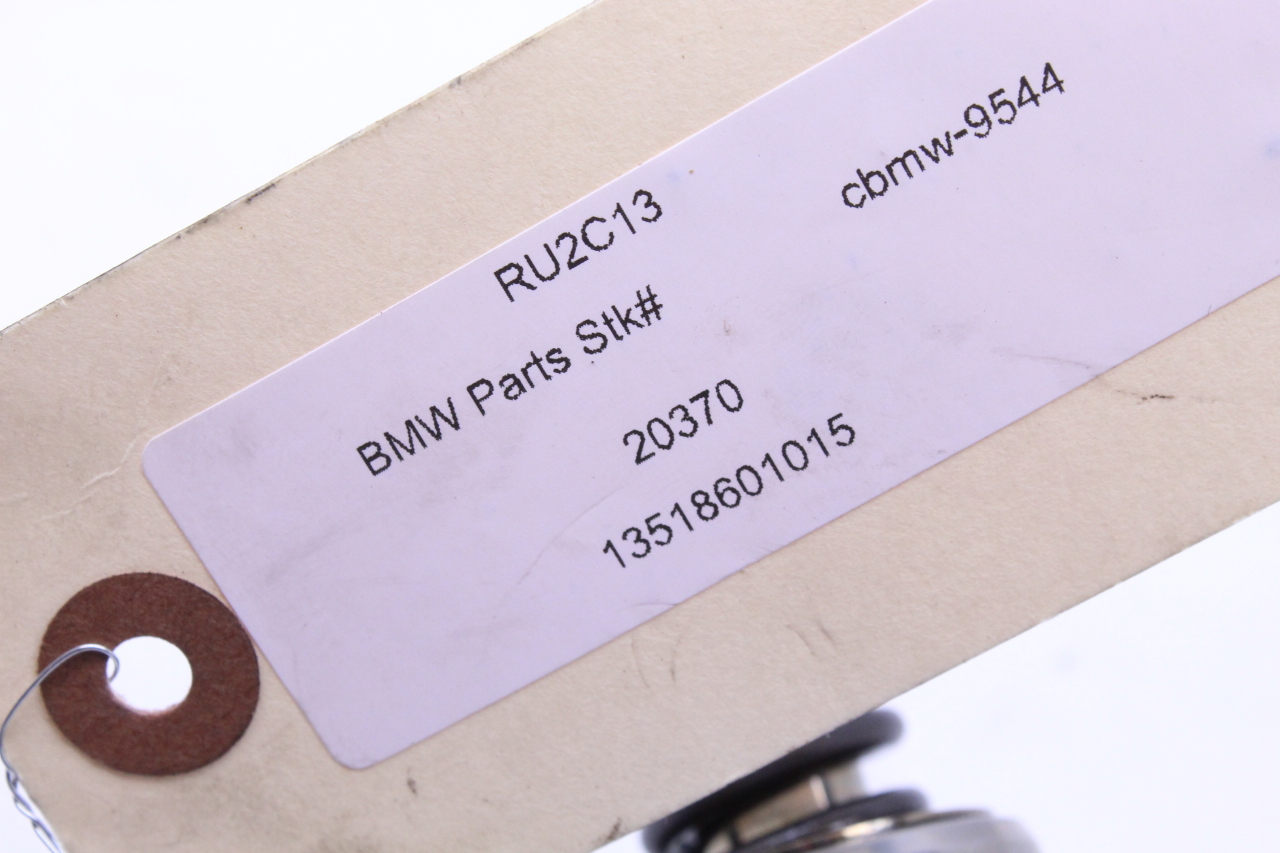 RU2C13 cbmw-9544
BMW Parts Stk#
20370
13518601015